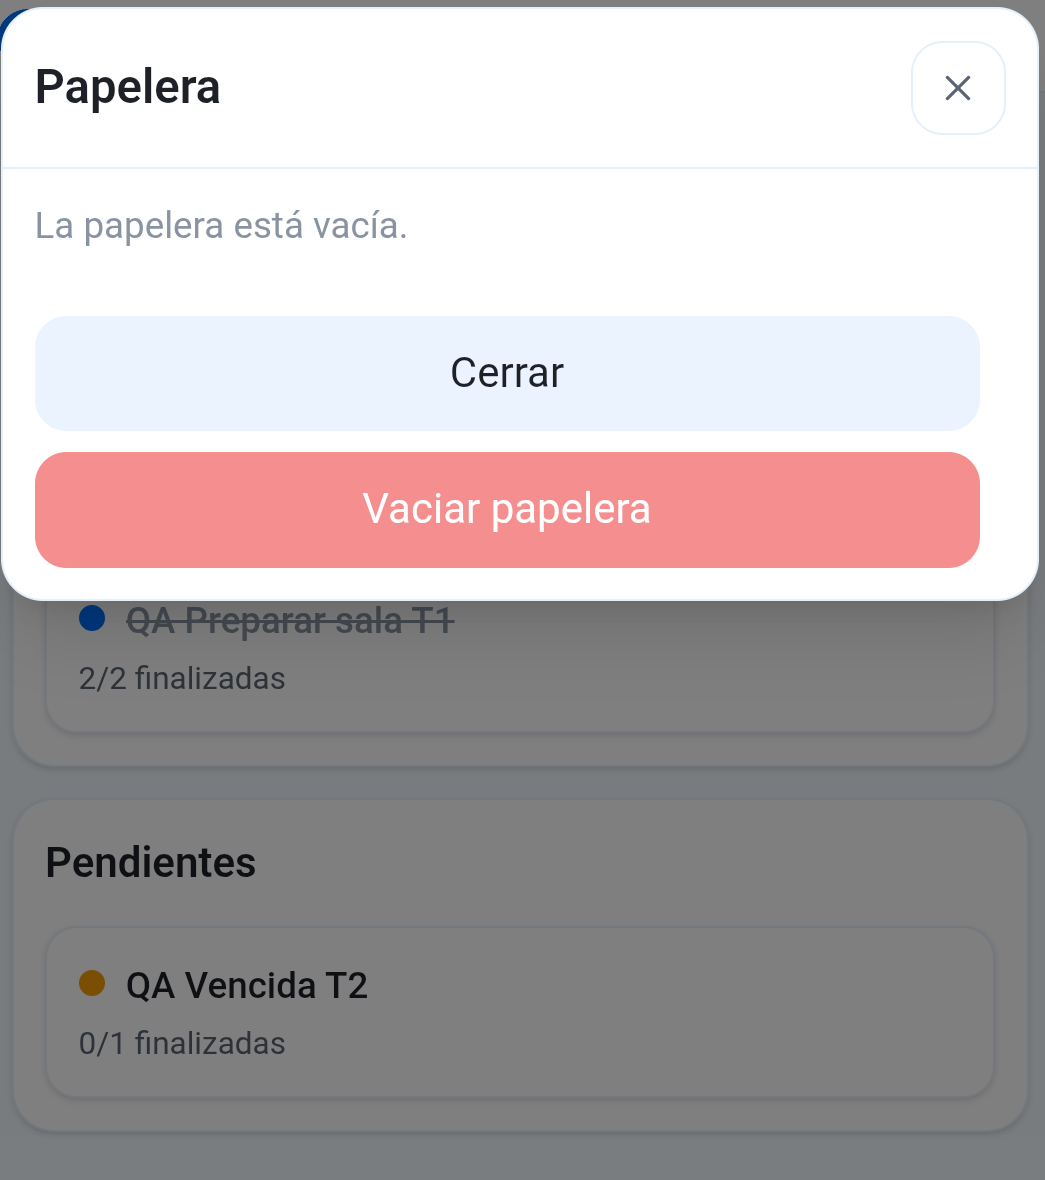 Papelera
La papelera está vacía.
Cerrar
Vaciar papelera
QA Preparar sala T1
2/2 finalizadas
Pendientes
QA Vencida T2
0/1 finalizadas